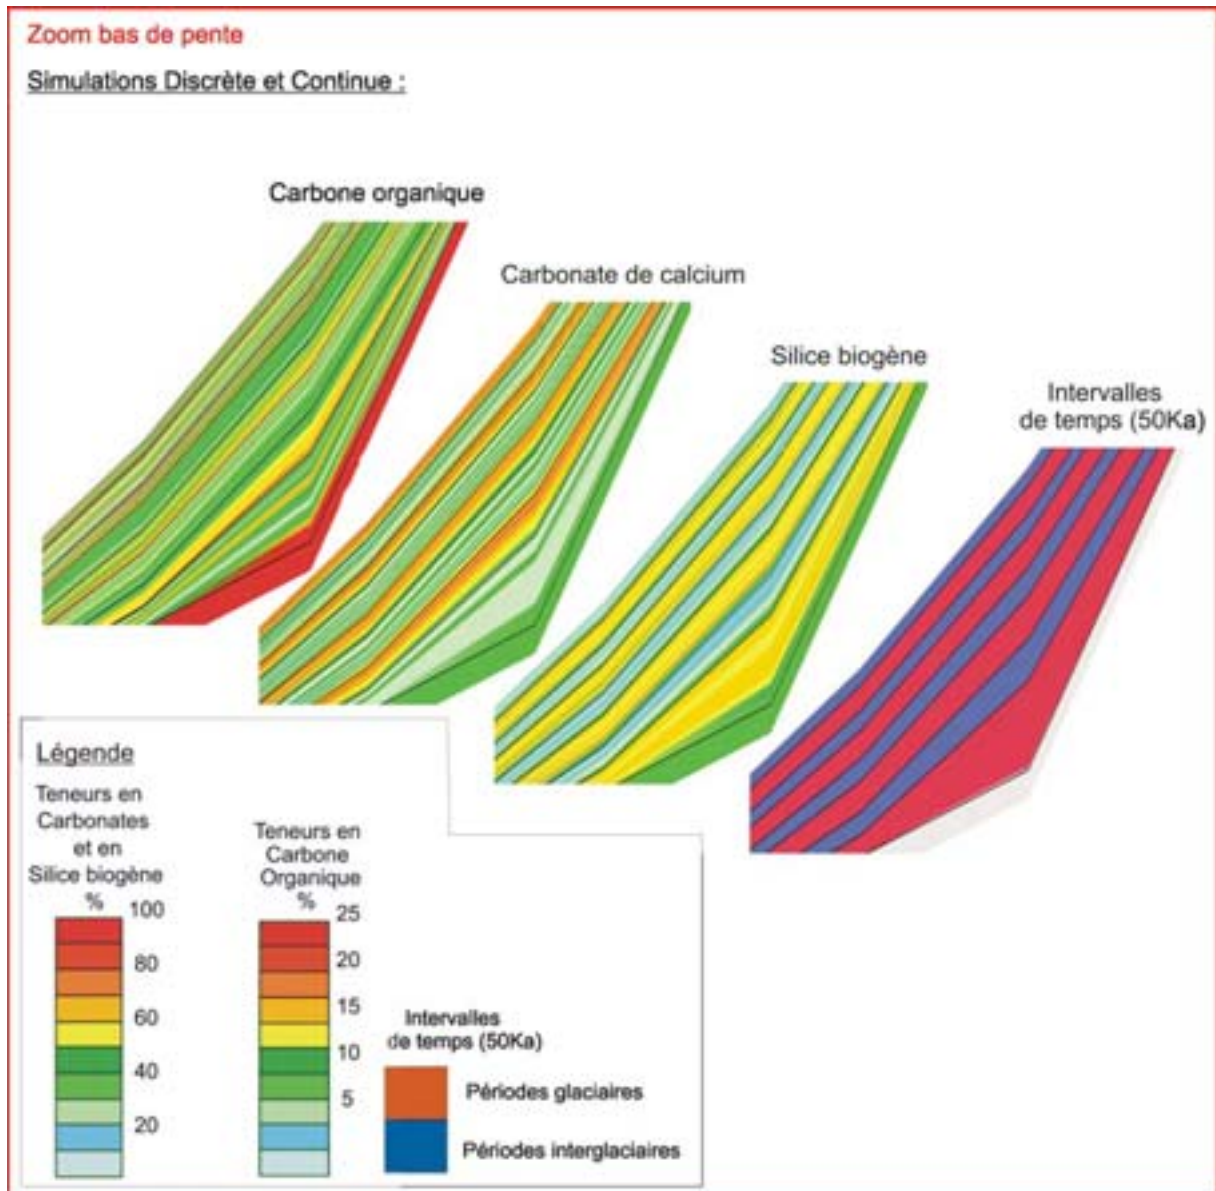 Zoom bas de pente
Simulations Discrète et Continue :
Carbone organique
Carbonate de calcium
Silice biogène
Intervalles
de temps (50Ka)
Légende
Teneurs en
Carbonates
et en
Silice biogène
%
100
80
60
40
20
Teneurs en
Carbone
Organique
%
25
20
15
10
5
Intervalles
de temps (50Ka)
Périodes glaciaires
Périodes interglaciaires